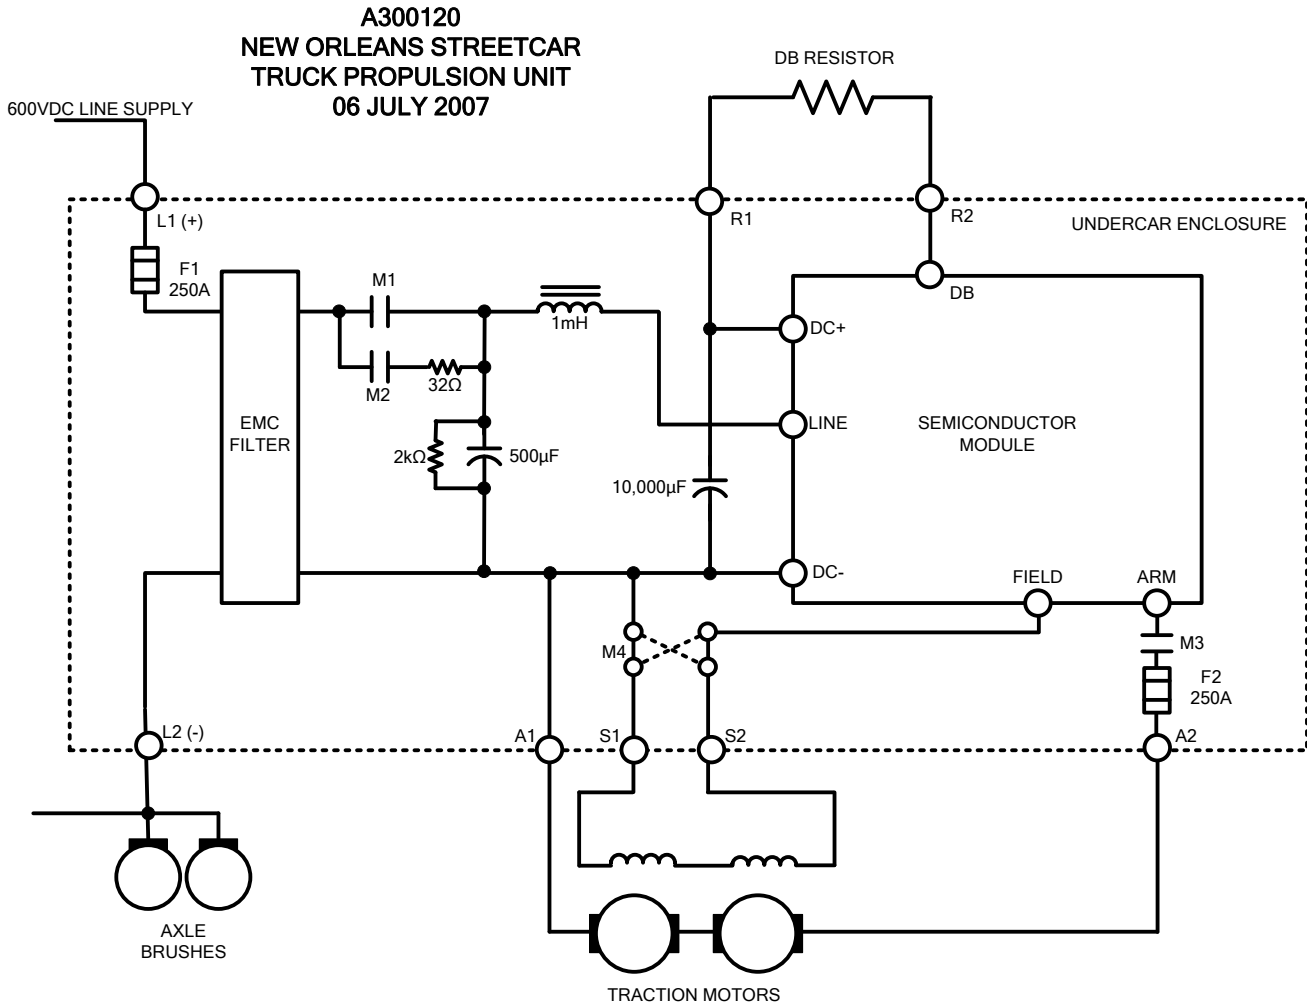 A300120
NEW ORLEANS STREETCAR
TRUCK PROPULSION UNIT
06 JULY 2007
DB RESISTOR
600VDC LINE SUPPLY
L1 (+)
R1
R2
UNDERCAR ENCLOSURE
F1
250A
M1
1mH
DB
DC+
M2
32Ω
EMC
FILTER
LINE
SEMICONDUCTOR
MODULE
2kΩ
500µF
10,000µF
DC-
FIELD
ARM
M4
M3
F2
250A
L2 (-)
A1
S1
S2
A2
AXLE
BRUSHES
TRACTION MOTORS